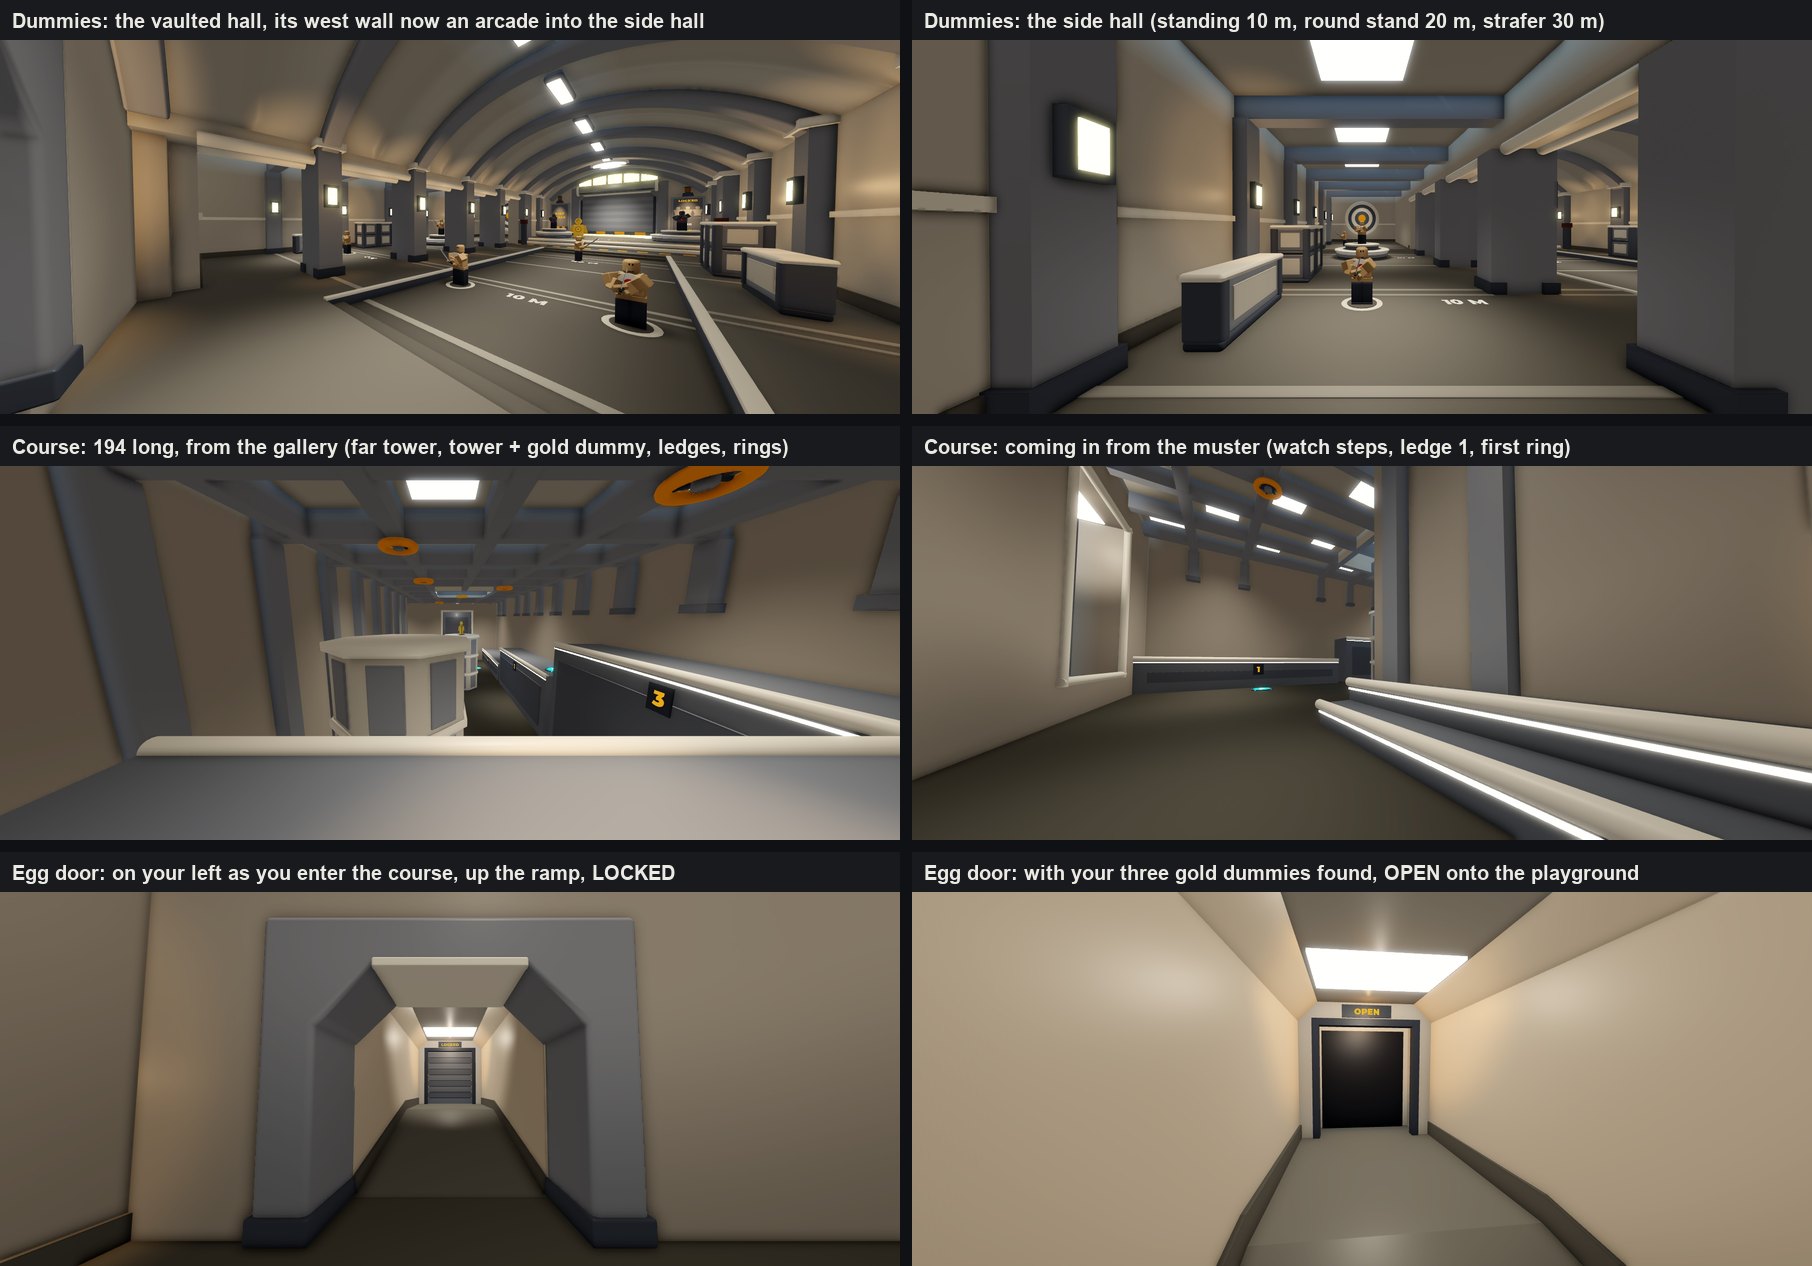 Dummies: the vaulted hall, its west wall now an arcade into the side hall
10 M
Dummies: the side hall (standing 10 m, round stand 20 m, strafer 30 m)
10 M
Course: 194 long, from the gallery (far tower, tower + gold dummy, ledges, rings)
3
Course: coming in from the muster (watch steps, ledge 1, first ring)
1
Egg door: on your left as you enter the course, up the ramp, LOCKED
LOCKED
Egg door: with your three gold dummies found, OPEN onto the playground
OPEN